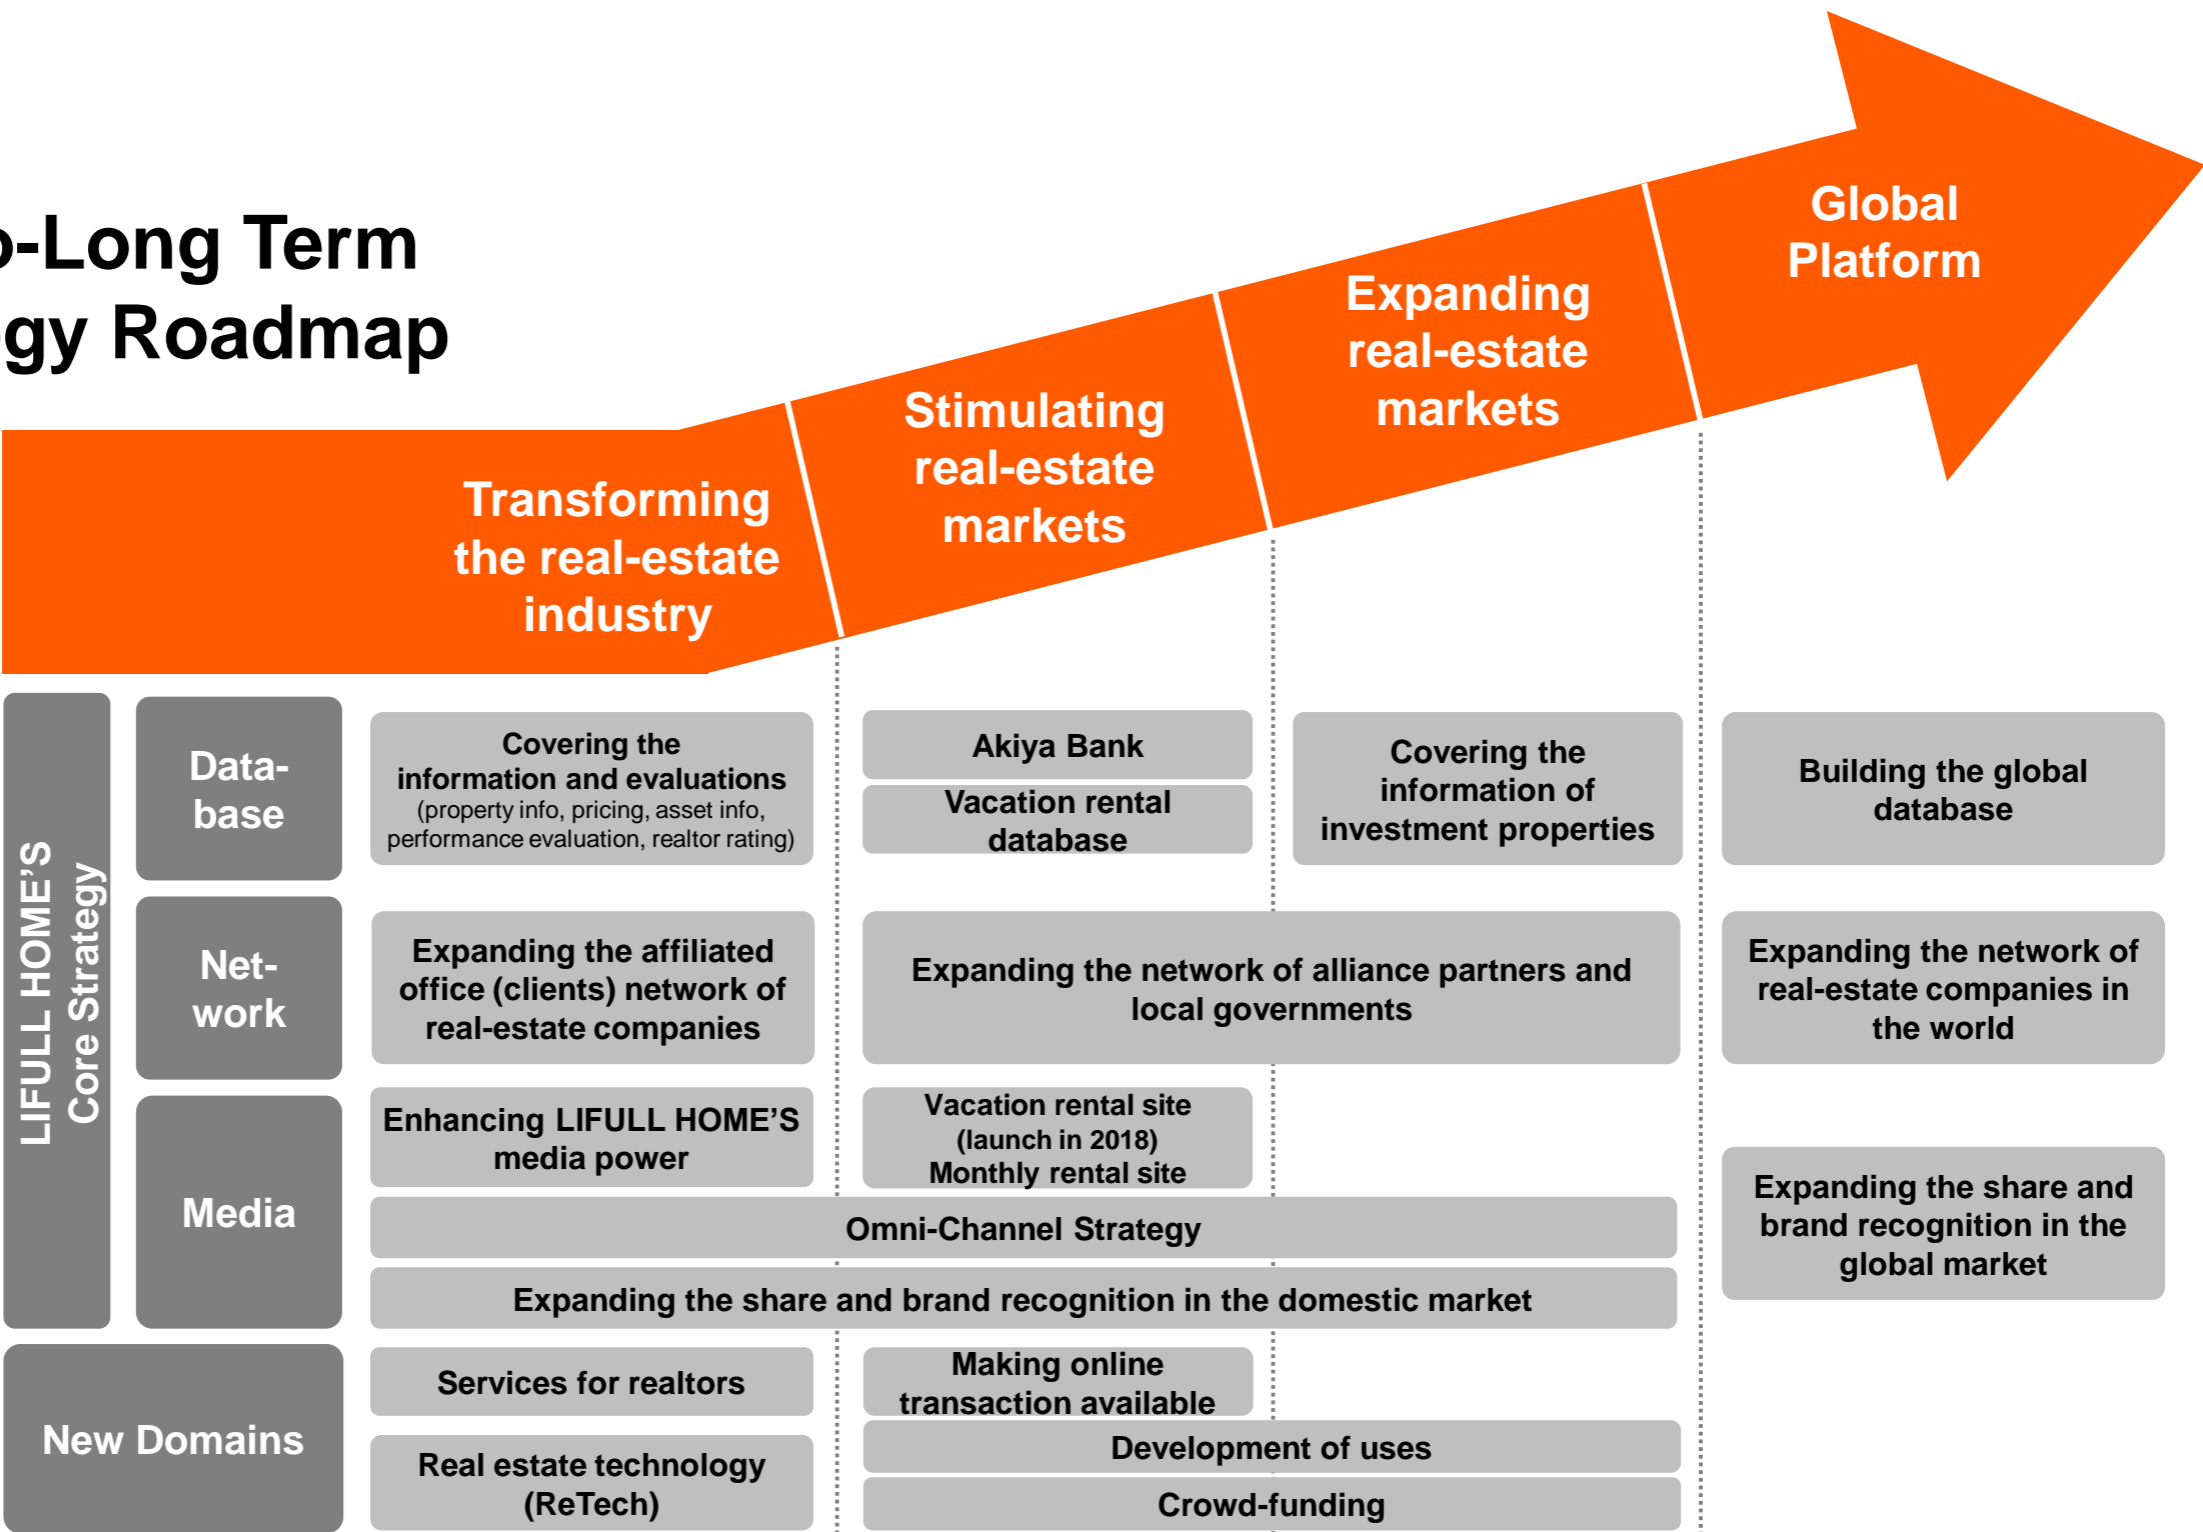 -Long Term
gy Roadmap
Global
Platform
Expanding
real-estate
markets
Stimulating
real-estate
markets
Transforming
the real-estate
industry
LIFULL HOME’S
Core Strategy
Data-
base
Covering the
information and evaluations
(property info, pricing, asset info,
performance evaluation, realtor rating)
Akiya Bank
Vacation rental
database
Covering the
information of
investment properties
Building the global
database
Net-
work
Expanding the affiliated
office (clients) network of
real-estate companies
Expanding the network of alliance partners and
local governments
Expanding the network of
real-estate companies in
the world
Media
Enhancing LIFULL HOME’S
media power
Vacation rental site
(launch in 2018)
Monthly rental site
Omni-Channel Strategy
Expanding the share and brand recognition in the domestic market
Expanding the share and
brand recognition in the
global market
New Domains
Services for realtors
Real estate technology
(ReTech)
Making online
transaction available
Development of uses
Crowd-funding